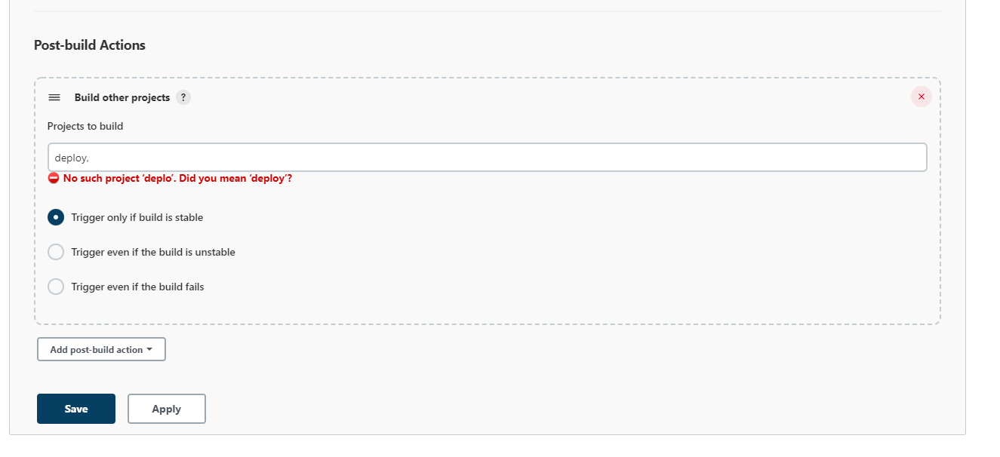 Post-build Actions
Build other projects ?
Projects to build
deploy,
No such project ‘deplo’. Did you mean ‘deploy’?
Trigger only if build is stable
Trigger even if the build is unstable
Trigger even if the build fails
Add post-build action
Save Apply